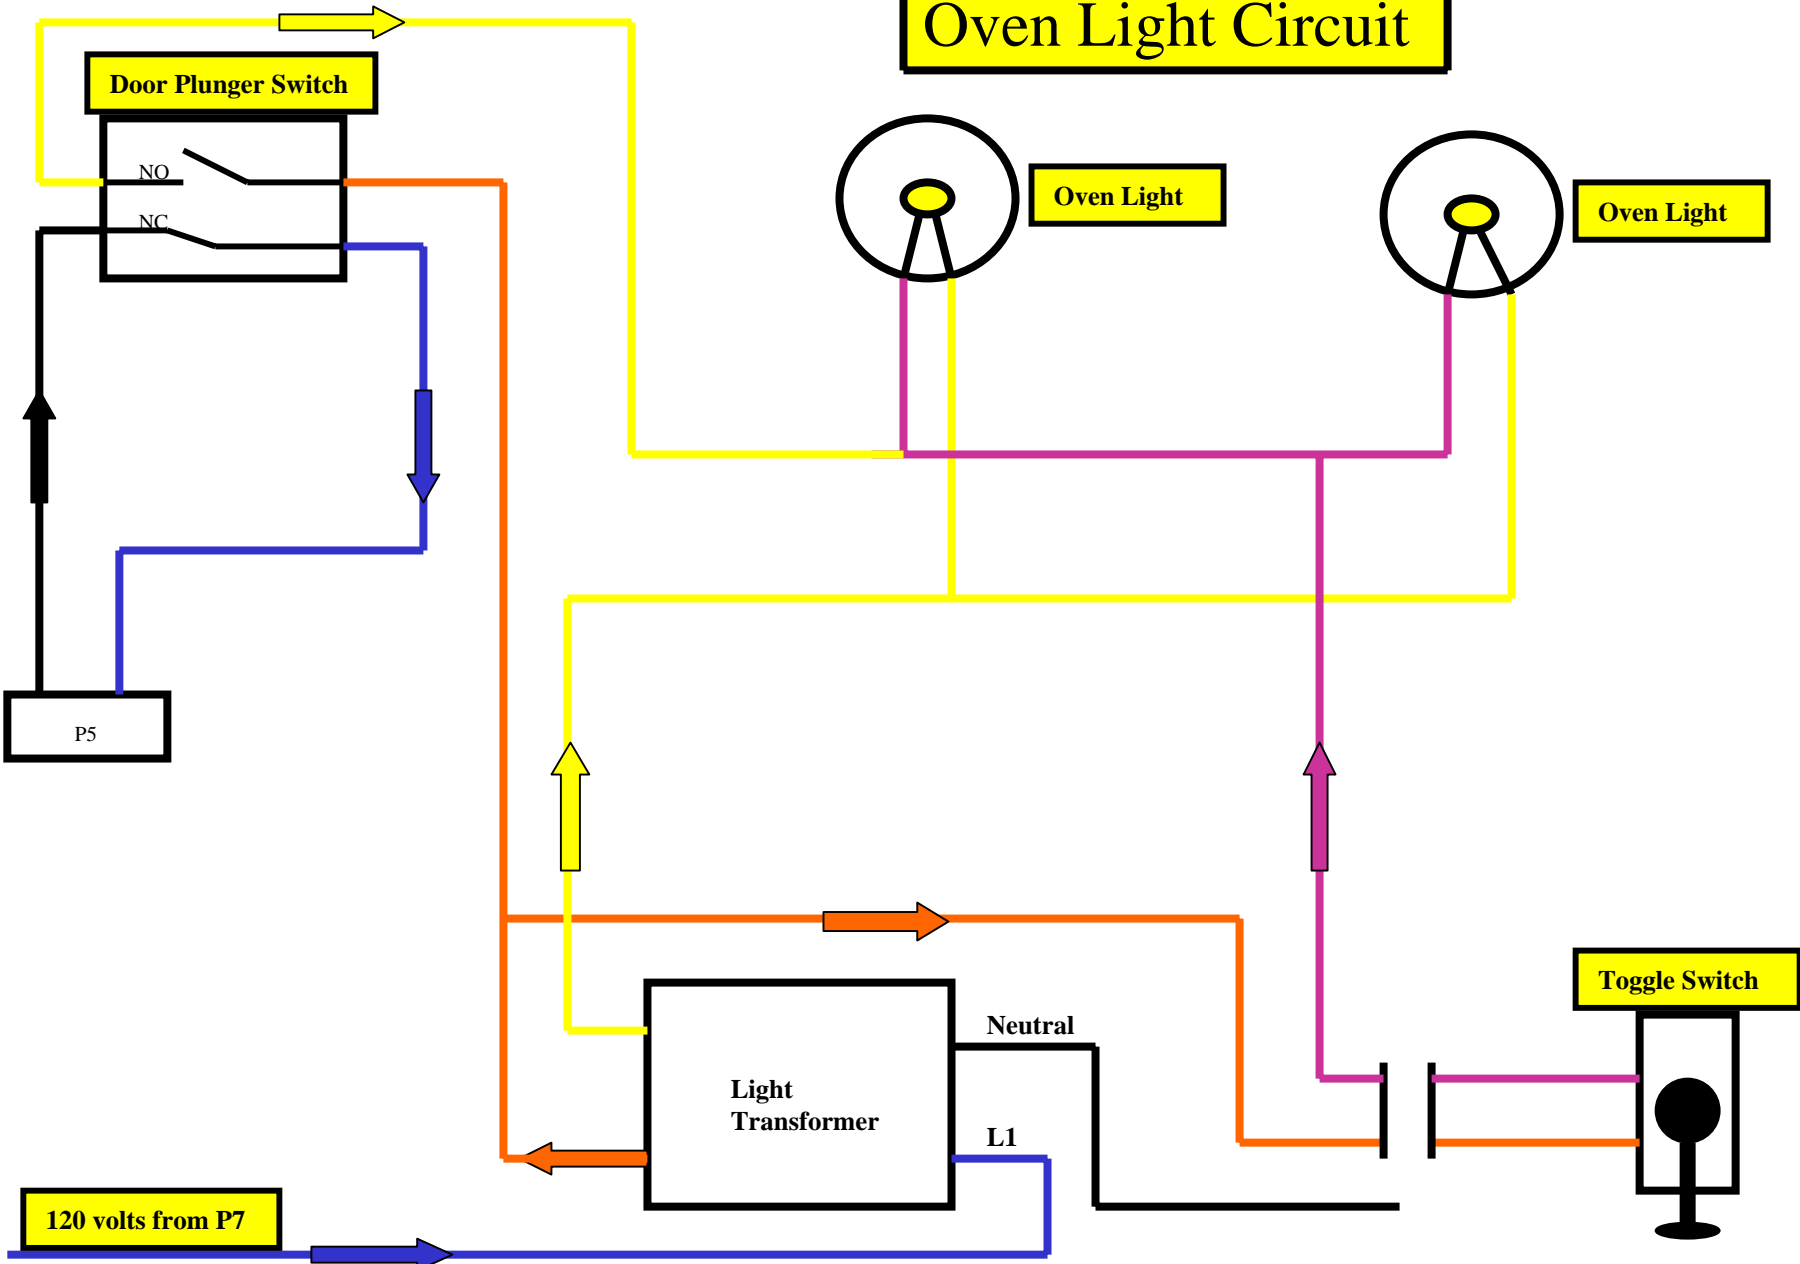 Oven Light Circuit
Door Plunger Switch
NO
NC
Oven Light
Oven Light
P5
Toggle Switch
Neutral
Light
Transformer
L1
120 volts from P7